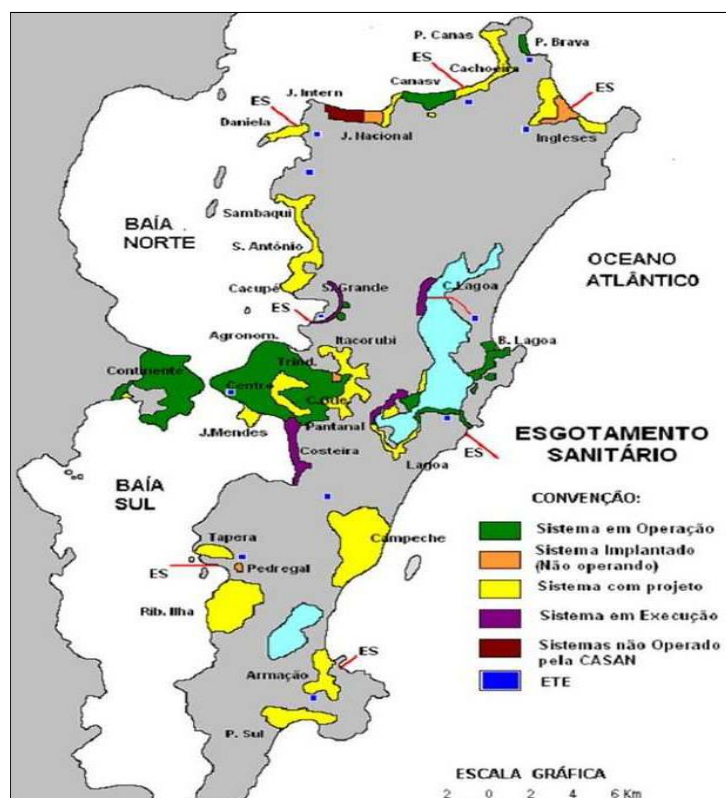 P. Canas
P. Brava
ES
Cachoeira
Canasv
ES
J. Intern
ES
Daniela
J. Nacional
Ingleses
BAÍA
NORTE
Sambaqui
S. António
OCEANO
ATLÂNTICO
Cacupé
S. Grande
C. Lagoa
ES
Agronom.
Itacorubi
B. Lagoa
Trind.
Continente
Centro
J.Mendes
Pantanal
Costeira
Lagoa
ES
ESGOTAMENTO
SANITÁRIO
BAÍA
SUL
CONVENÇÃO:
Sistema em Operação
Sistema Implantado
(Não operando)
Sistema com projeto
Sistema em Execução
Sistemas não Operado
pela CASAN
ETE
Tapera
Campeche
ES
Pedregal
Rib. Ilha
ES
Armação
P. Sul
ESCALA GRÁFICA
2 0 4 6 Km